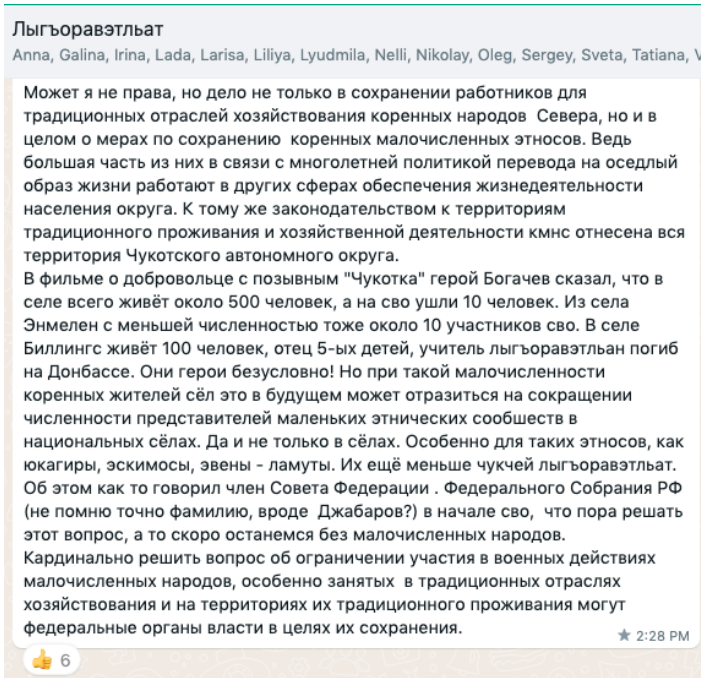 Лыгъоравэтльат
Anna, Galina, Irina, Lada, Larisa, Liliya, Lyudmila, Nelli, Nikolay, Oleg, Sergey, Sveta, Tatiana, V
Может я не права, но дело не только в сохранении работников для
традиционных отраслей хозяйствования коренных народов Севера, но и в
целом о мерах по сохранению коренных малочисленных этносов. Ведь
большая часть из них в связи с многолетней политикой перевода на оседлый
образ жизни работают в других сферах обеспечения жизнедеятельности
населения округа. К тому же законодательством к территориям
традиционного проживания и хозяйственной деятельности кмнс отнесена вся
территория Чукотского автономного округа.
В фильме о добровольце с позывным "Чукотка" герой Богачев сказал, что в
селе всего живёт около 500 человек, а на сво ушли 10 человек. Из села
Энмелен с меньшей численностью тоже около 10 участников сво. В селе
Биллингс живёт 100 человек, отец 5-ых детей, учитель лыгъоравэтльан погиб
на Донбассе. Они герои безусловно! Но при такой малочисленности
коренных жителей сёл это в будущем может отразиться на сокращении
численности представителей маленьких этнических сообшеств в
национальных сёлах. Да и не только в сёлах. Особенно для таких этносов, как
юкагиры, эскимосы, эвены - ламуты. Их ещё меньше чукчей лыгъоравэтльат.
Об этом как то говорил член Совета Федерации . Федерального Собрания РФ
(не помню точно фамилию, вроде Джабаров?) в начале сво, что пора решать
этот вопрос, а то скоро останемся без малочисленных народов.
Кардинально решить вопрос об ограничении участия в военных действиях
малочисленных народов, особенно занятых в традиционных отраслях
хозяйствования и на территориях их традиционного проживания могут
федеральные органы власти в целях их сохранения.
★ 2:28 PM
👍 6